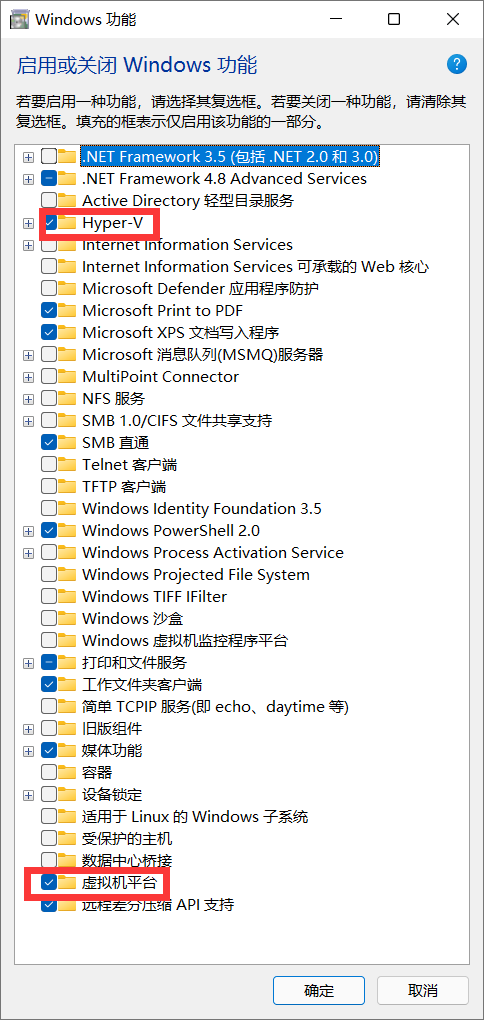 Windows 功能
启用或关闭 Windows 功能
若要启用一种功能，请选择其复选框。若要关闭一种功能，请清除其
复选框。填充的框表示仅启用该功能的一部分。
.NET Framework 3.5 (包括 .NET 2.0 和 3.0)
.NET Framework 4.8 Advanced Services
Active Directory 轻型目录服务
Hyper-V
Internet Information Services
Internet Information Services 可承载的 Web 核心
Microsoft Defender 应用程序防护
Microsoft Print to PDF
Microsoft XPS 文档写入程序
Microsoft 消息队列(MSMQ)服务器
MultiPoint Connector
NFS 服务
SMB 1.0/CIFS 文件共享支持
SMB 直通
Telnet 客户端
TFTP 客户端
Windows Identity Foundation 3.5
Windows PowerShell 2.0
Windows Process Activation Service
Windows Projected File System
Windows TIFF IFilter
Windows 沙盒
Windows 虚拟机监控程序平台
打印和文件服务
工作文件夹客户端
简单 TCPIP 服务(即 echo、daytime 等)
旧版组件
媒体功能
容器
设备锁定
适用于 Linux 的 Windows 子系统
受保护的主机
数据中心桥接
虚拟机平台
远程差分压缩 API 支持
确定
取消